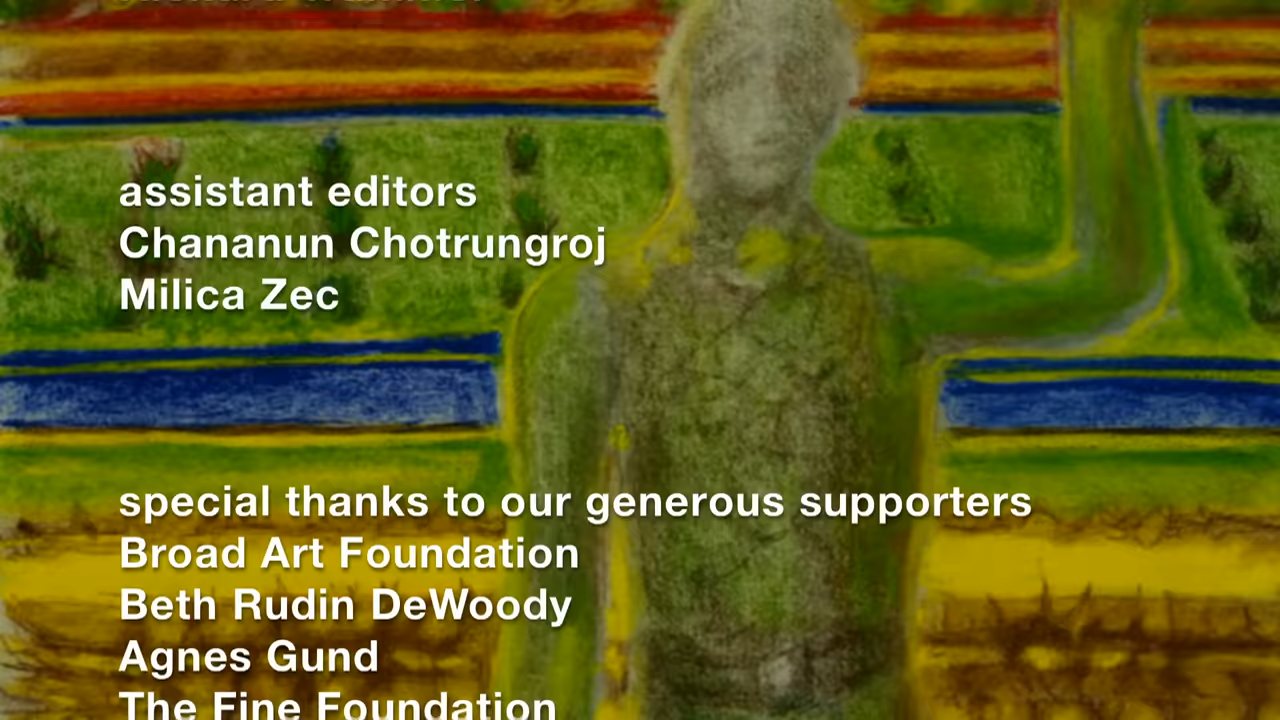 assistant editors
Chananun Chotrungroj
Milica Zec
special thanks to our generous supporters
Broad Art Foundation
Beth Rudin DeWoody
Agnes Gund
The Fine Foundation